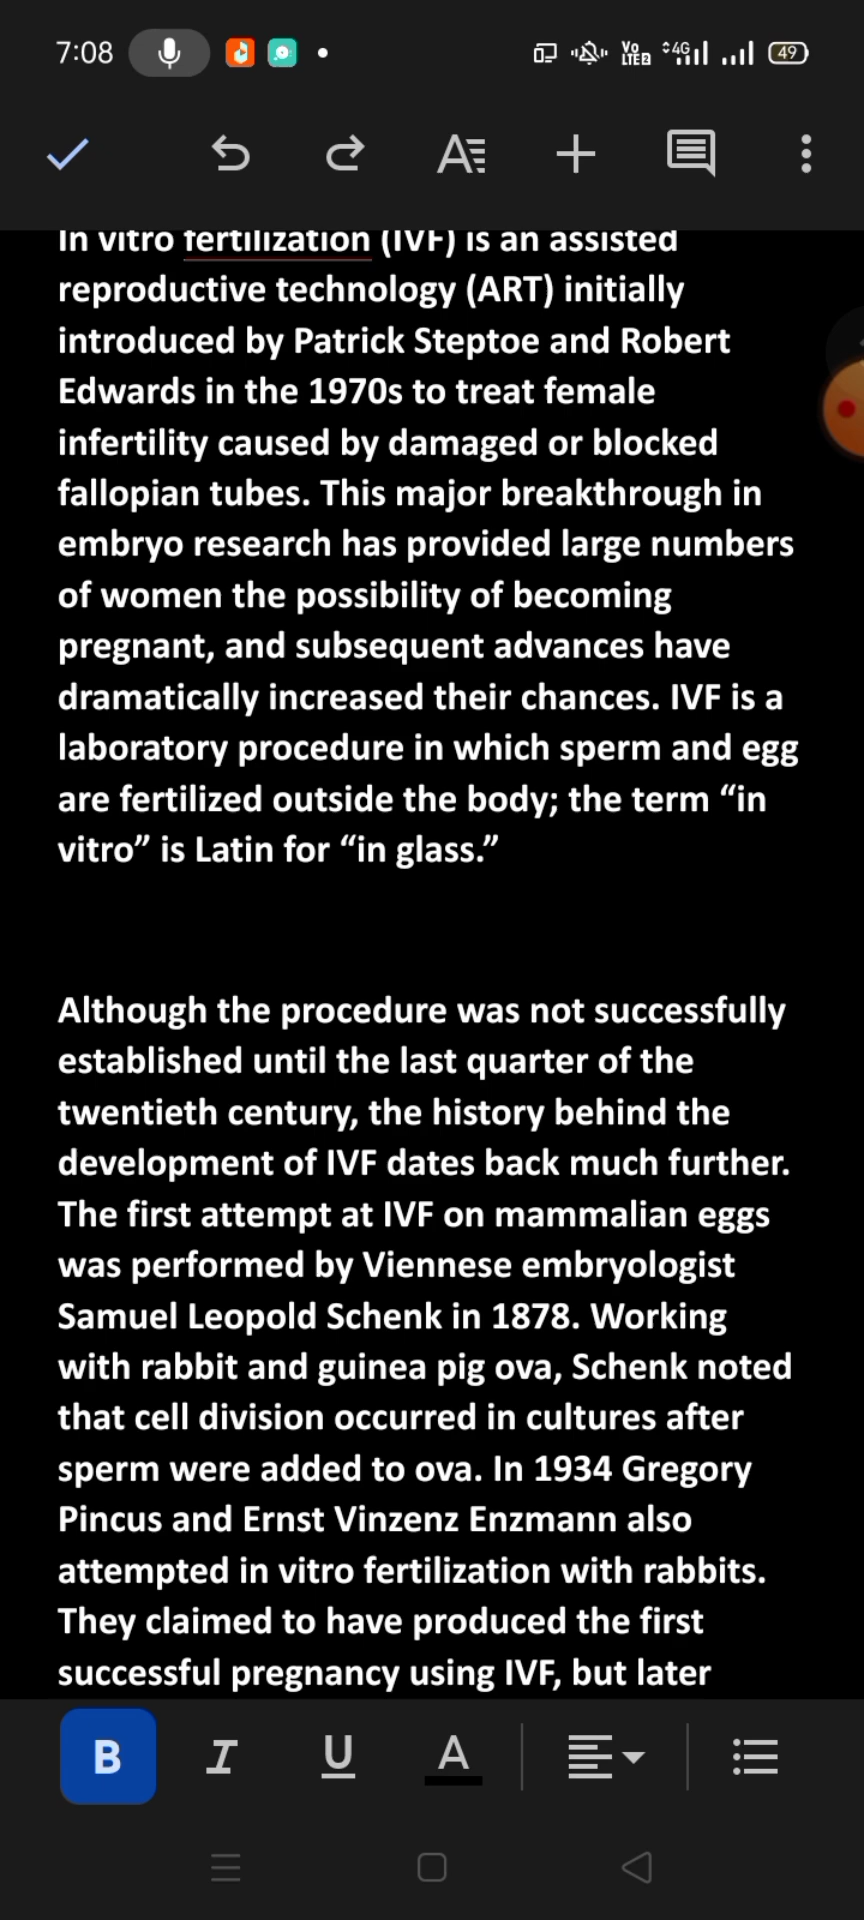 7:08
Vo LTE2
4G
49
In vitro fertilization (IVF) is an assisted
reproductive technology (ART) initially
introduced by Patrick Steptoe and Robert
Edwards in the 1970s to treat female
infertility caused by damaged or blocked
fallopian tubes. This major breakthrough in
embryo research has provided large numbers
of women the possibility of becoming
pregnant, and subsequent advances have
dramatically increased their chances. IVF is a
laboratory procedure in which sperm and egg
are fertilized outside the body; the term “in
vitro” is Latin for “in glass.”
Although the procedure was not successfully
established until the last quarter of the
twentieth century, the history behind the
development of IVF dates back much further.
The first attempt at IVF on mammalian eggs
was performed by Viennese embryologist
Samuel Leopold Schenk in 1878. Working
with rabbit and guinea pig ova, Schenk noted
that cell division occurred in cultures after
sperm were added to ova. In 1934 Gregory
Pincus and Ernst Vinzenz Enzmann also
attempted in vitro fertilization with rabbits.
They claimed to have produced the first
successful pregnancy using IVF, but later
B I U A